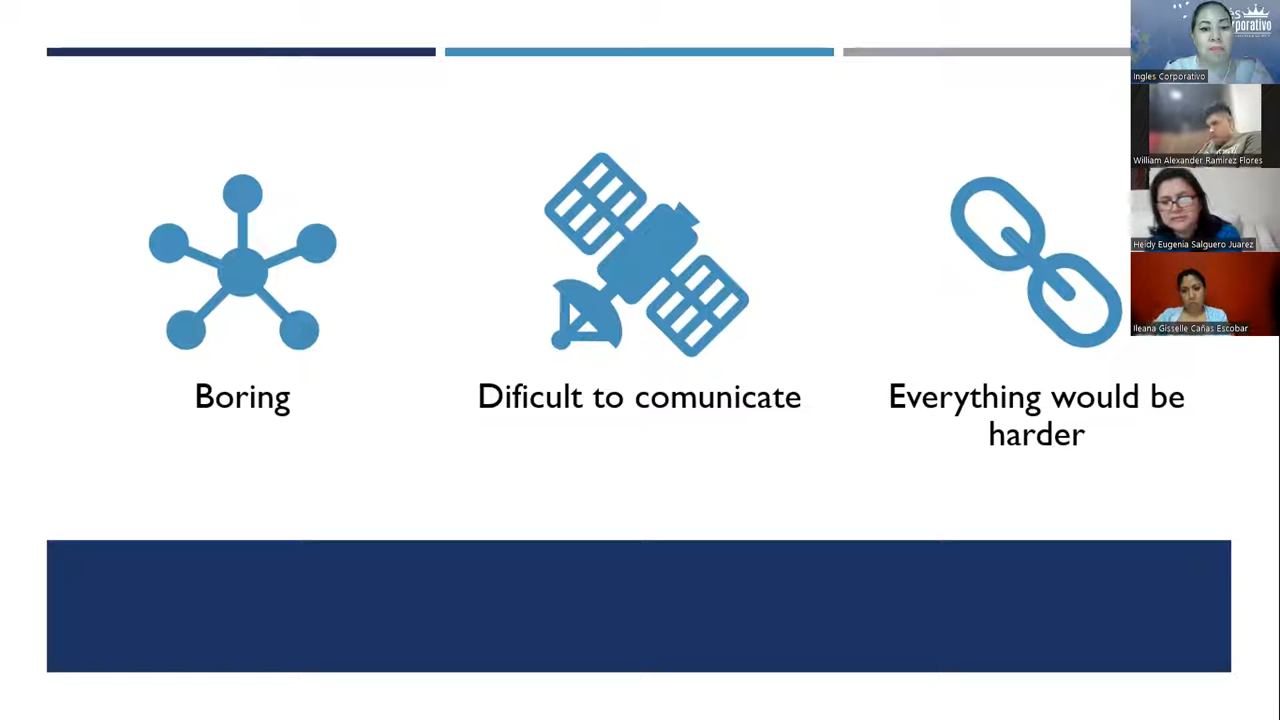 Boring
Dificult to comunicate
Everything would be
harder
porativo
Ingles Corporativo
William Alexander Ramirez Flores
Heidy Eugenia Salguero Juarez
Ileana Gisselle Cañas Escobar